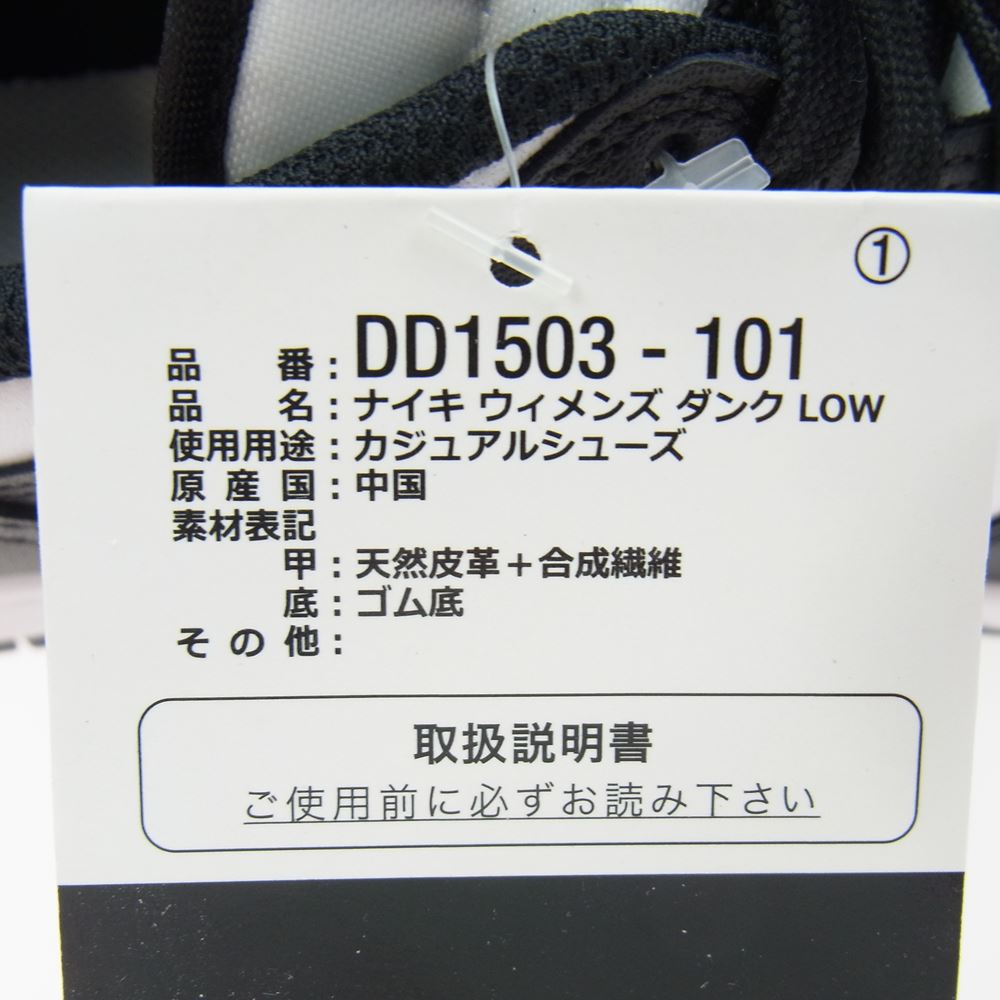 ①
品番：DD1503 - 101
品名：ナイキ ウィメンズ ダンク LOW
使用用途：カジュアルシューズ
原産国：中国
素材表記
甲：天然皮革＋合成繊維
底：ゴム底
その他：
取扱説明書
ご使用前に必ずお読み下さい